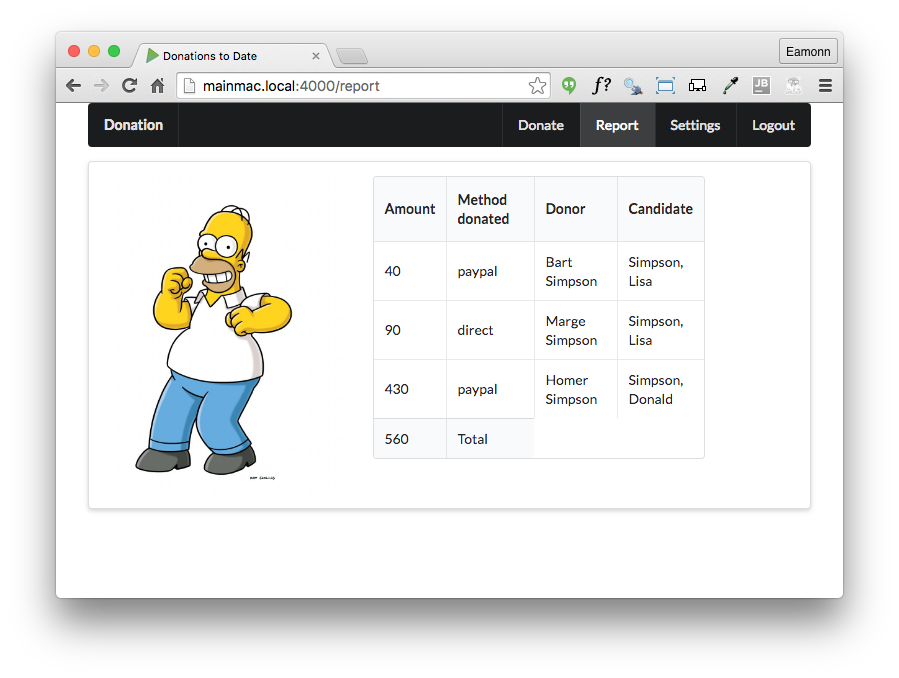 Donations to Date
Eamonn
mainmac.local:4000/report
f?
JB
Donation
Donate
Report
Settings
Logout
Amount
Method
donated
Donor
Candidate
40
paypal
Bart
Simpson
Simpson,
Lisa
90
direct
Marge
Simpson
Simpson,
Lisa
430
paypal
Homer
Simpson
Simpson,
Donald
560
Total